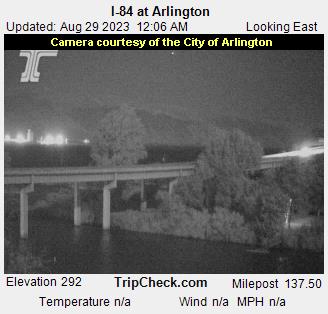 I-84 at Arlington
Updated: Aug 29 2023 12:06 AM Looking East
Camera courtesy of the City of Arlington
Elevation 292 TripCheck.com Milepost 137.50
Temperature n/a Wind n/a MPH n/a